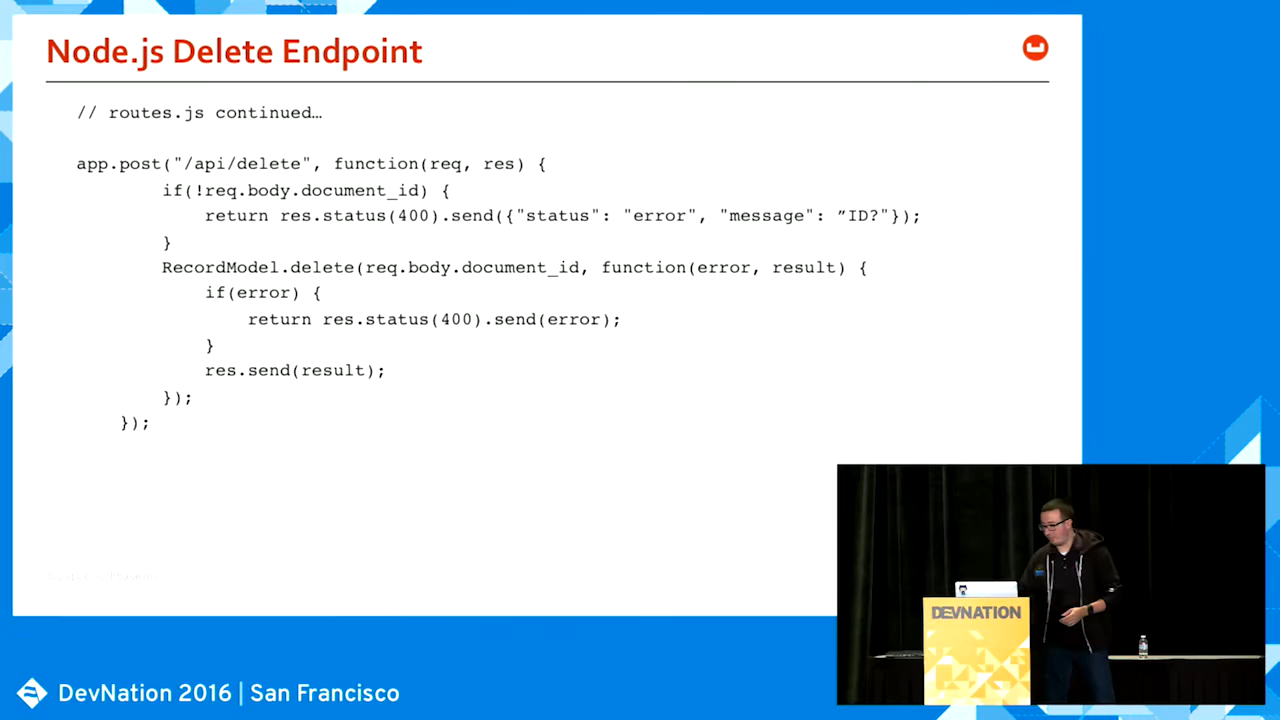 Node.js Delete Endpoint
// routes.js continued…
app.post("/api/delete", function(req, res) {
if(!req.body.document_id) {
return res.status(400).send({"status": "error", "message": ”ID?"});
}
RecordModel.delete(req.body.document_id, function(error, result) {
if(error) {
return res.status(400).send(error);
}
res.send(result);
});
});
DEVNATION
DevNation 2016 | San Francisco